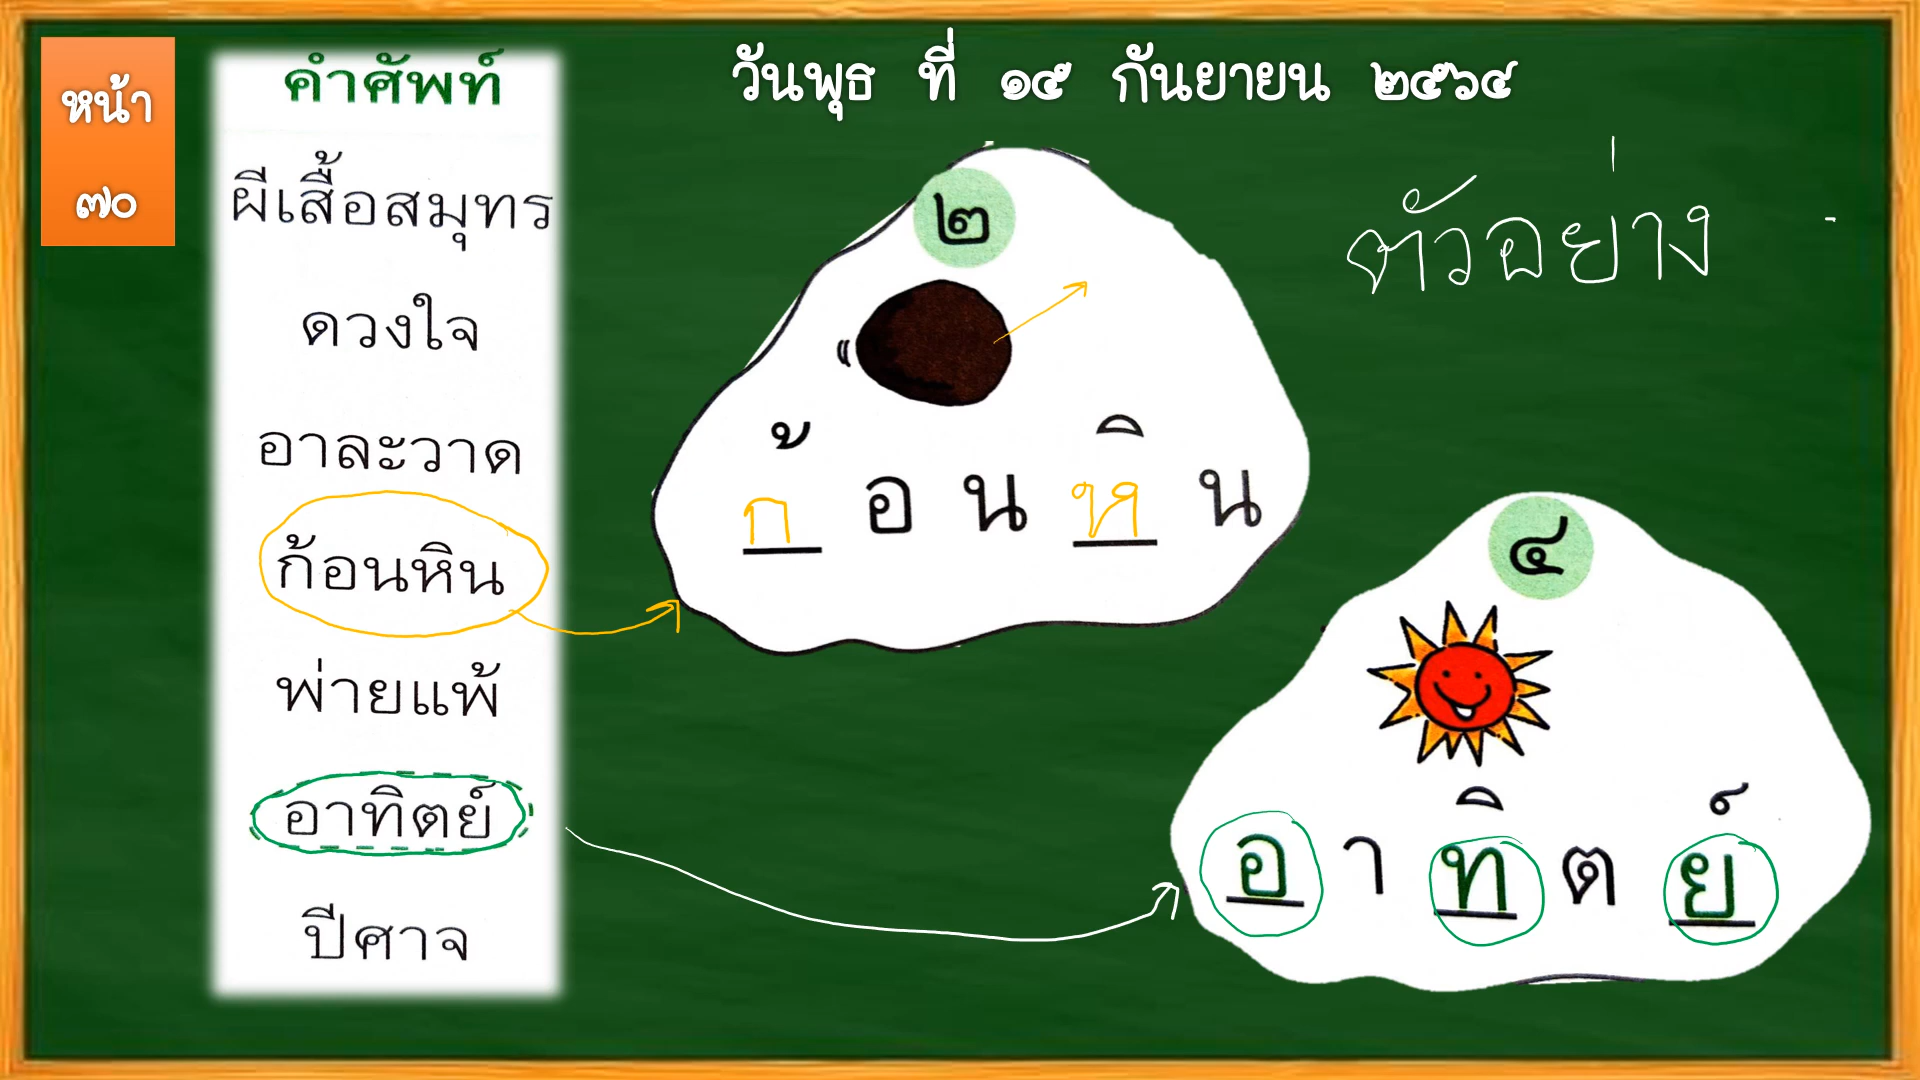 หน้า
๗๐
คำศัพท์
ผีเสื้อสมุทร
ดวงใจ
อาละวาด
ก้อนหิน
พ่ายแพ้
อาทิตย์
ปีศาจ
วันพุธ ที่ ๑๕ กันยายน ๒๕๖๔
ตัวอย่าง
๒
ก้อนหิน
๔
อาทิตย์